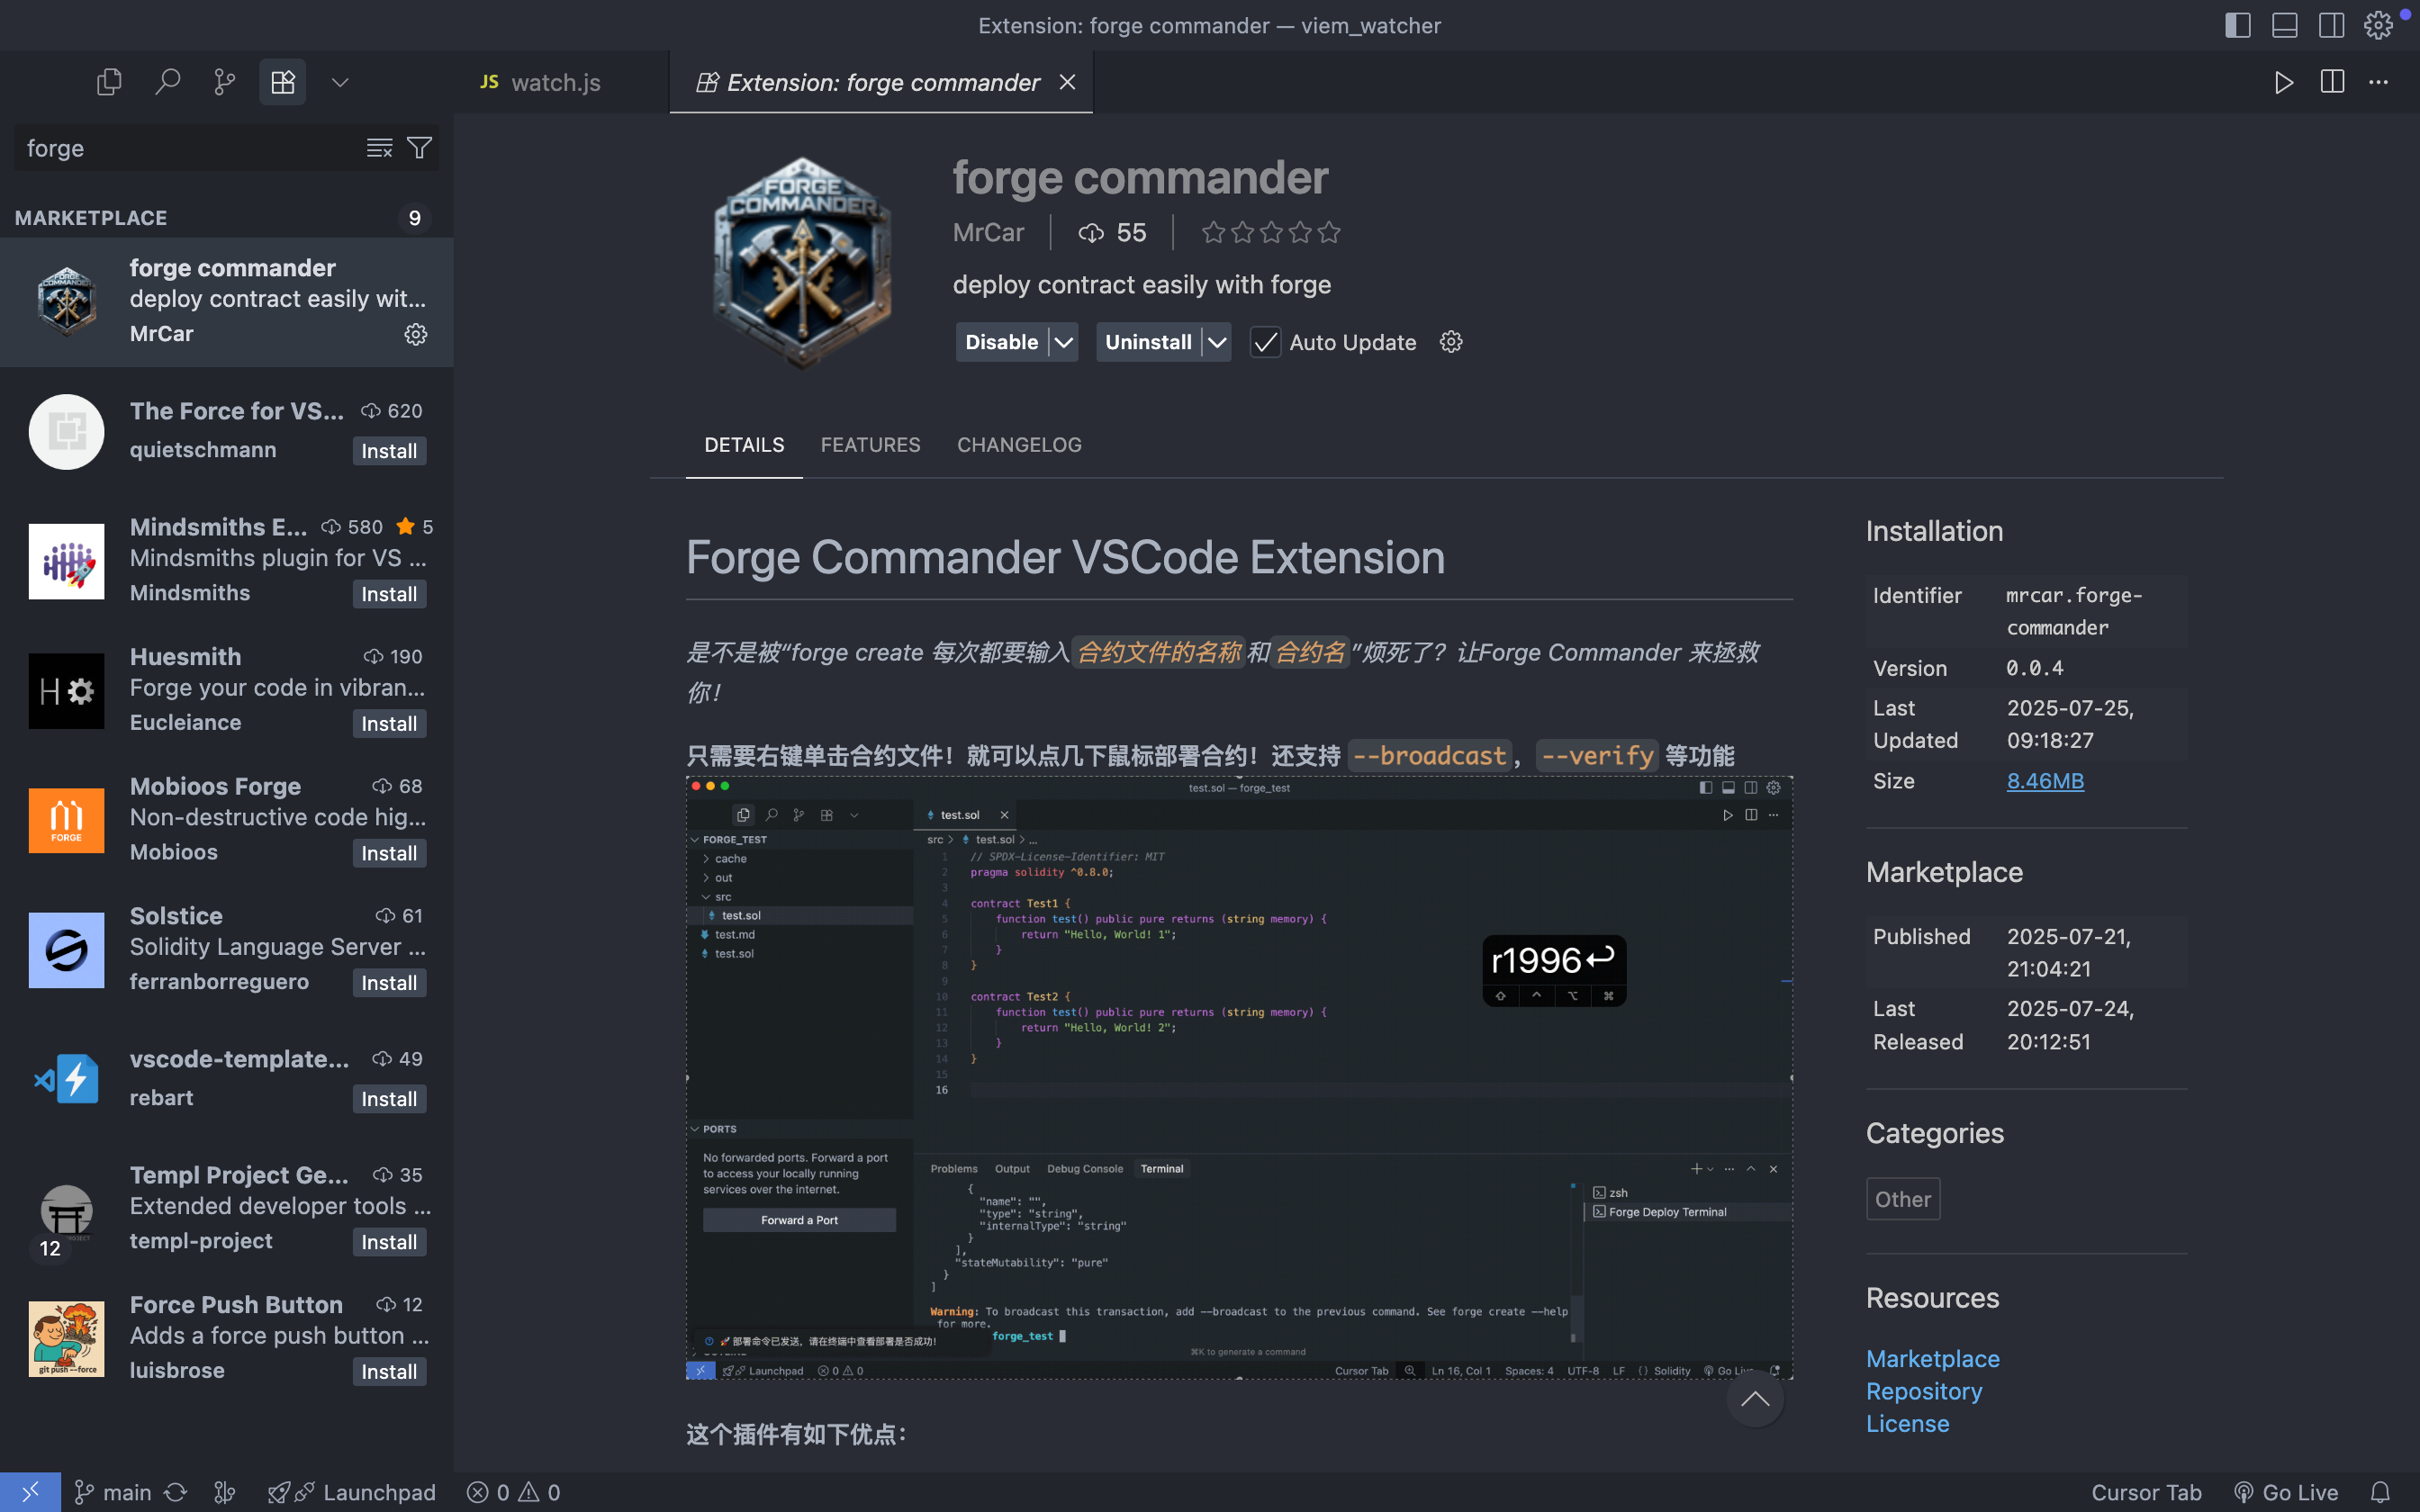 Extension: forge commander — viem_watcher
JS watch.js
Extension: forge commander
forge
MARKETPLACE 9
forge commander
deploy contract easily wit...
MrCar
The Force for VS... 620
quietschmann Install
Mindsmiths E... 580 5
Mindsmiths plugin for VS ...
Mindsmiths Install
Huesmith 190
Forge your code in vibran...
Eucleiance Install
Mobioos Forge 68
Non-destructive code hig...
Mobioos Install
FORGE
Solstice 61
Solidity Language Server ...
ferranborreguero Install
vscode-template... 49
rebart Install
Templ Project Ge... 35
Extended developer tools ...
templ-project Install
12
Force Push Button 12
Adds a force push button ...
luisbrose Install
git push --force
FORGE
COMMANDER
forge commander
MrCar 55
deploy contract easily with forge
Disable Uninstall Auto Update
DETAILS FEATURES CHANGELOG
Forge Commander VSCode Extension
是不是被“forge create 每次都要输入 合约文件的名称 和 合约名 ”烦死了？让Forge Commander 来拯救
你！
只需要右键单击合约文件！就可以点几下鼠标部署合约！还支持 --broadcast ， --verify 等功能
test.sol — forge_test
test.sol
FORGE_TEST
cache
out
src
test.sol
test.md
test.sol
src > test.sol > ...
1 // SPDX-License-Identifier: MIT
2 pragma solidity ^0.8.0;
3
4 contract Test1 {
5 function test() public pure returns (string memory) {
6 return "Hello, World! 1";
7 }
8 }
9
10 contract Test2 {
11 function test() public pure returns (string memory) {
12 return "Hello, World! 2";
13 }
14 }
15
16
r1996↩
⇧ ^ ⌥ ⌘
PORTS
No forwarded ports. Forward a port
to access your locally running
services over the internet.
Forward a Port
Problems Output Debug Console Terminal
{
"name": "",
"type": "string",
"internalType": "string"
}
],
"stateMutability": "pure"
}
]
Warning: To broadcast this transaction, add --broadcast to the previous command. See forge create --help
for more.
forge_test
zsh
Forge Deploy Terminal
🚀 部署命令已发送，请在终端中查看部署是否成功！
⌘K to generate a command
Launchpad 0 0
Cursor Tab Ln 16, Col 1 Spaces: 4 UTF-8 LF {} Solidity Go Live
这个插件有如下优点：
Installation
Identifier mrcar.forge-
commander
Version 0.0.4
Last 2025-07-25,
Updated 09:18:27
Size 8.46MB
Marketplace
Published 2025-07-21,
21:04:21
Last 2025-07-24,
Released 20:12:51
Categories
Other
Resources
Marketplace
Repository
License
main Launchpad 0 0
Cursor Tab Go Live